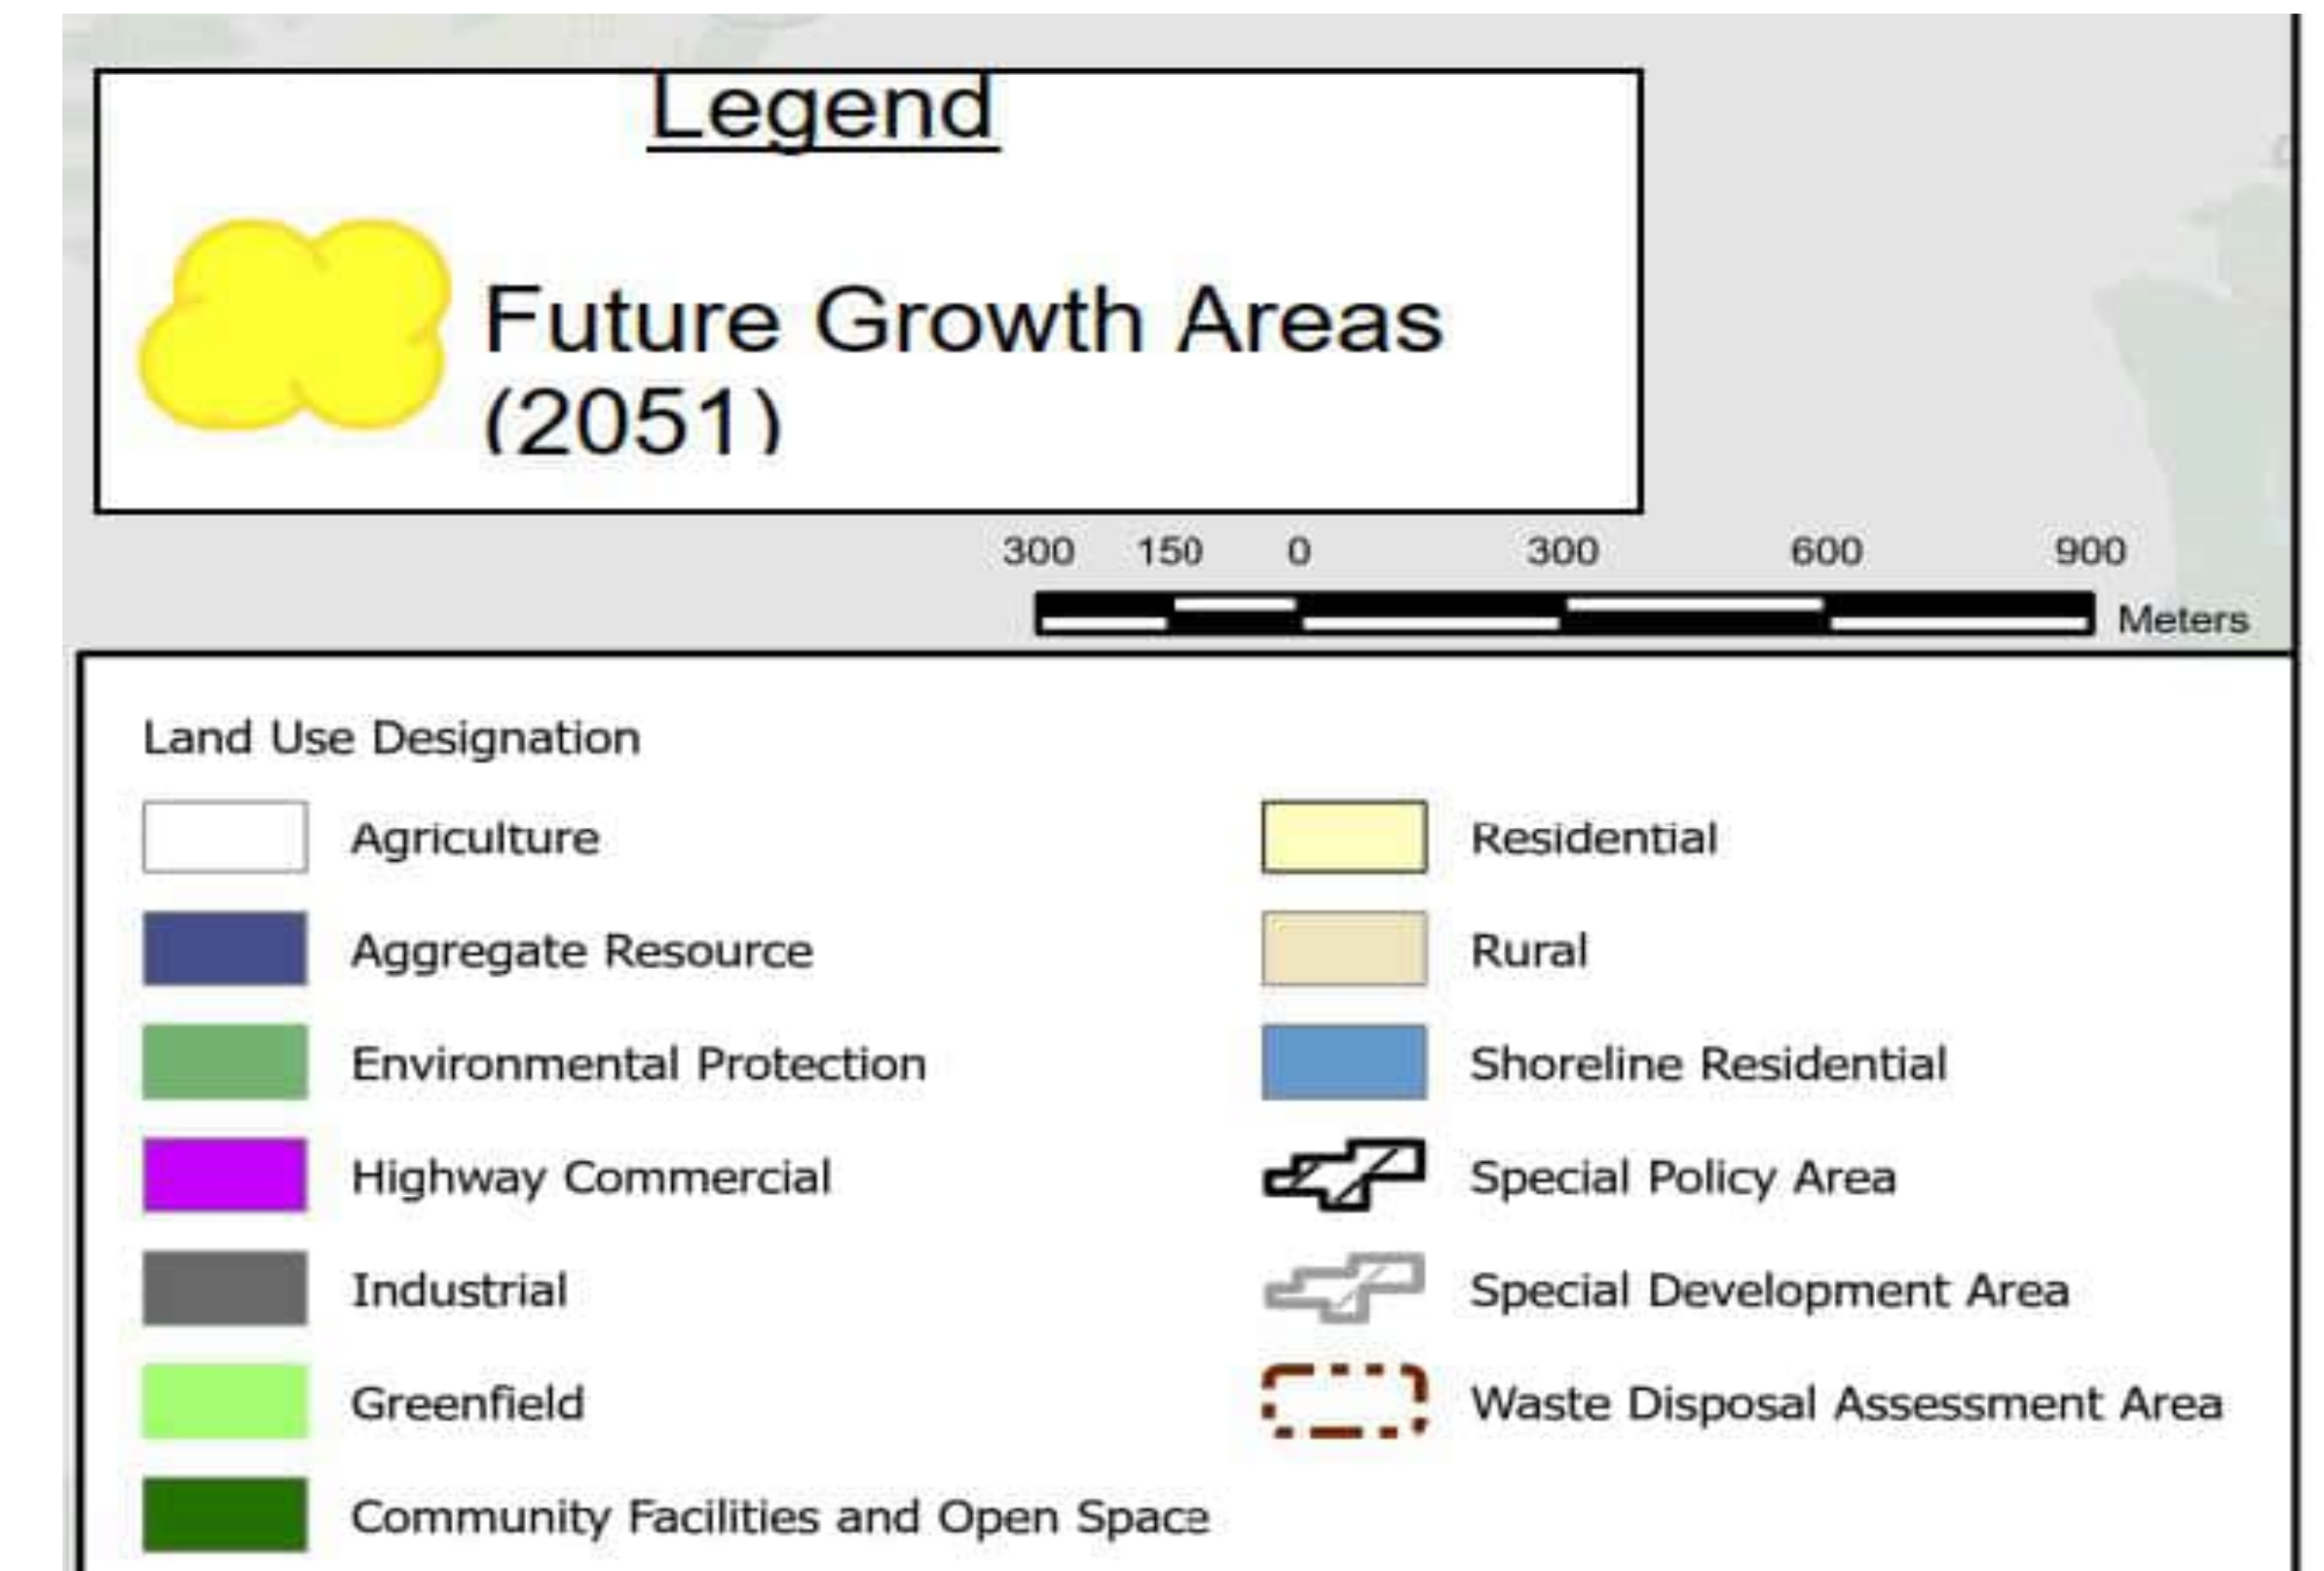 Legend
Future Growth Areas
(2051)
300 150 0 300 600 900
Meters
Land Use Designation
Agriculture
Aggregate Resource
Environmental Protection
Highway Commercial
Industrial
Greenfield
Community Facilities and Open Space
Residential
Rural
Shoreline Residential
Special Policy Area
Special Development Area
Waste Disposal Assessment Area